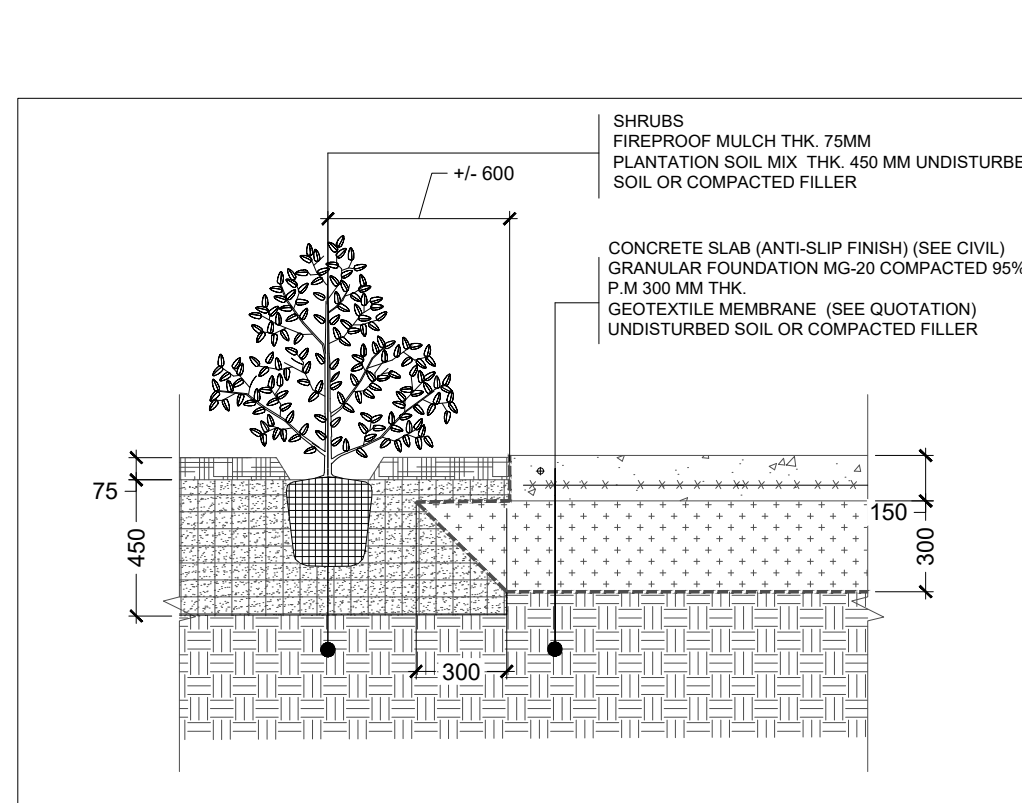 SHRUBS
FIREPROOF MULCH THK. 75MM
PLANTATION SOIL MIX THK. 450 MM UNDISTURBE
SOIL OR COMPACTED FILLER
+/- 600
CONCRETE SLAB (ANTI-SLIP FINISH) (SEE CIVIL)
GRANULAR FOUNDATION MG-20 COMPACTED 95%
P.M 300 MM THK.
GEOTEXTILE MEMBRANE (SEE QUOTATION)
UNDISTURBED SOIL OR COMPACTED FILLER
75
450
150
300
300